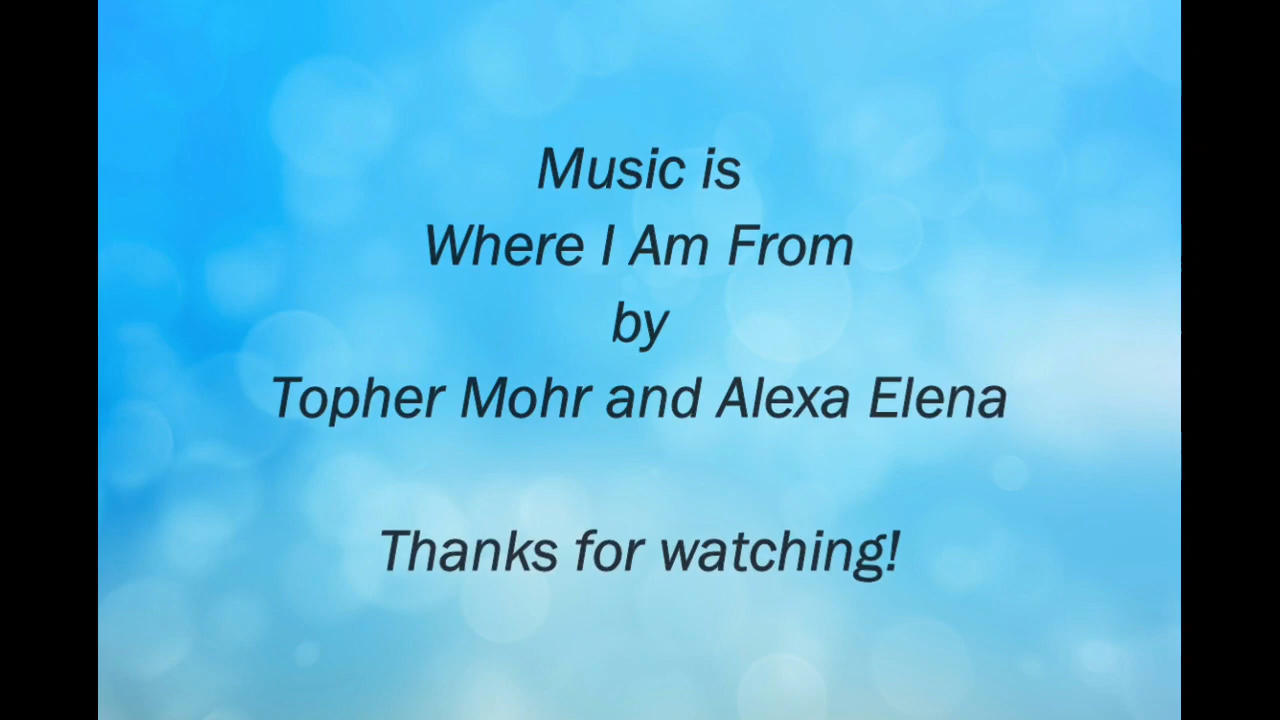 Music is
Where I Am From
by
Topher Mohr and Alexa Elena
Thanks for watching!